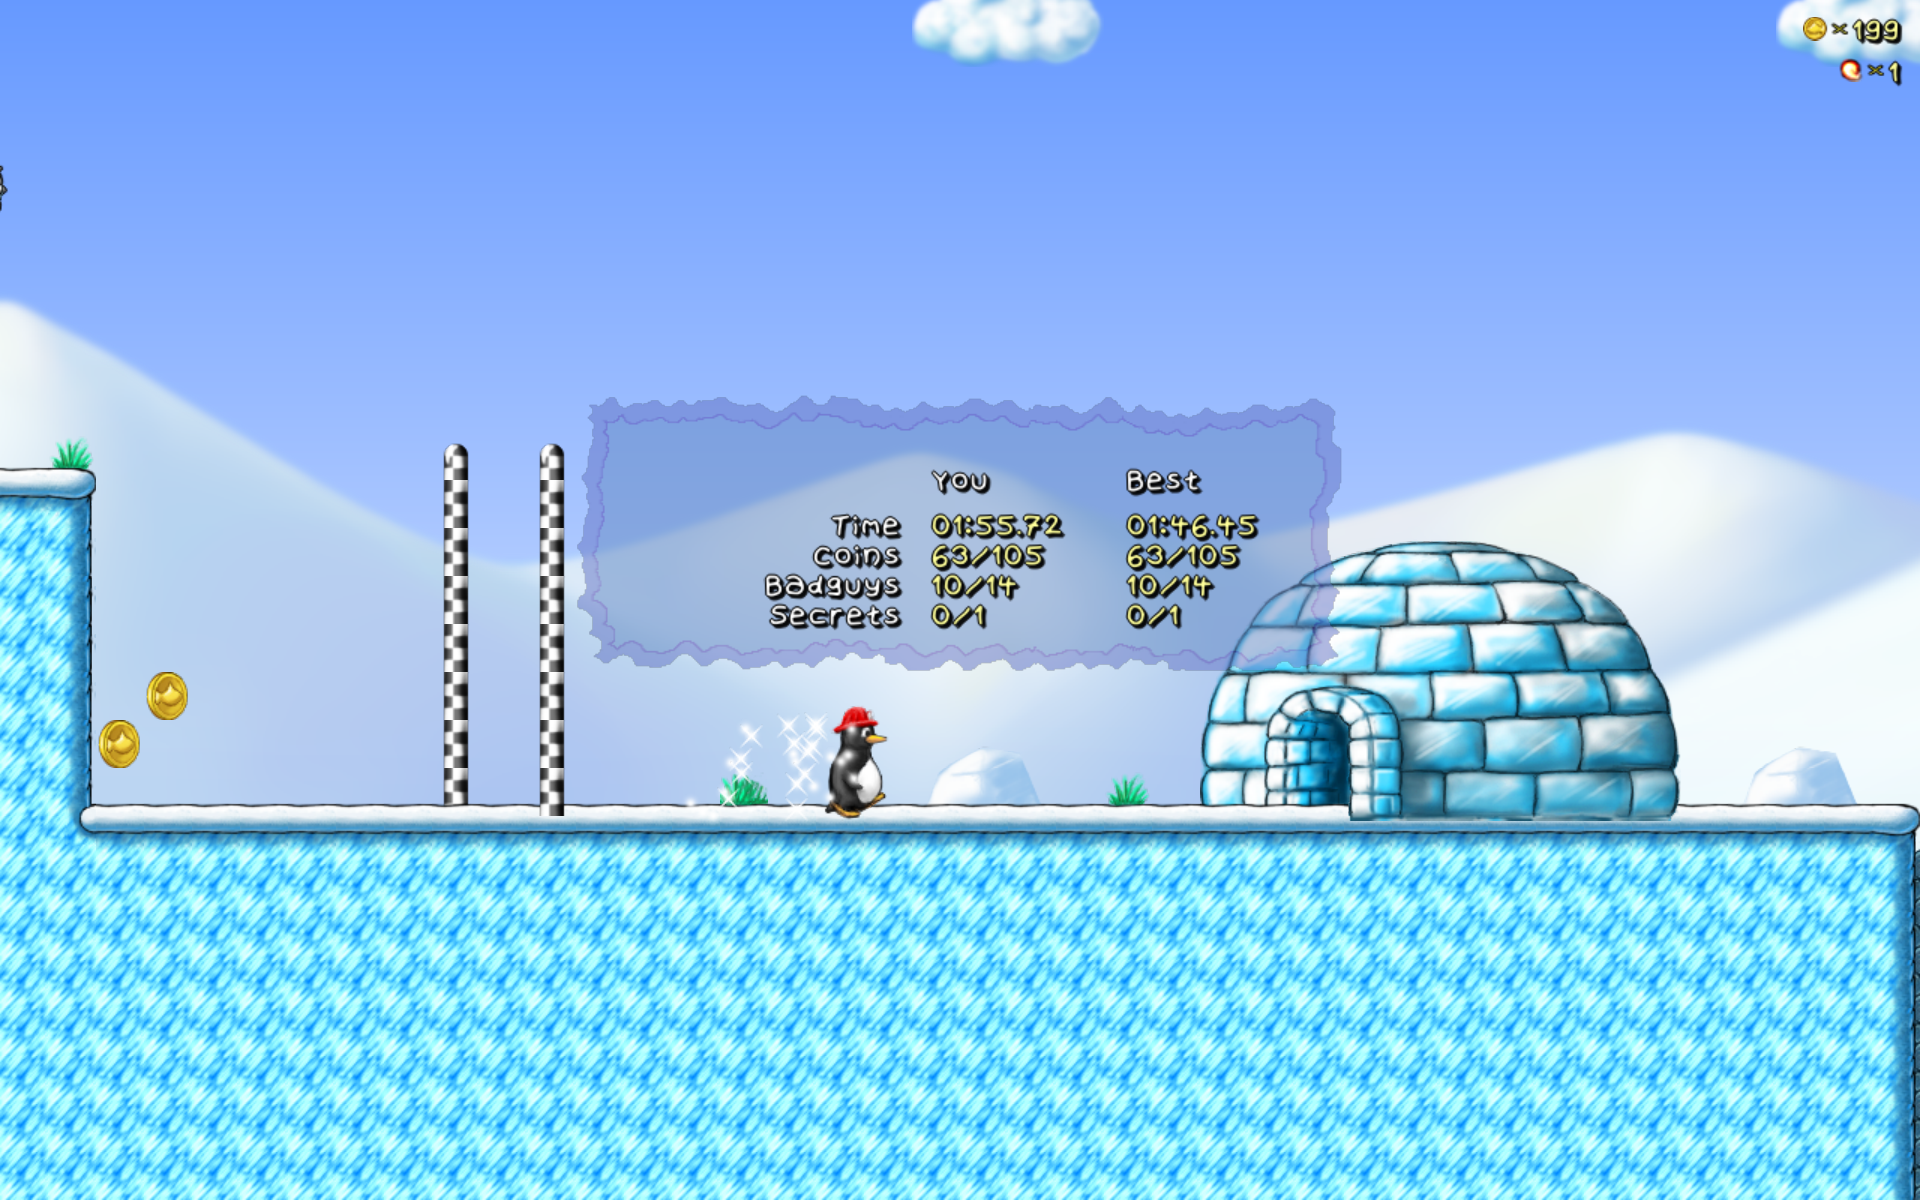 ×199
×1
You Best
Time 01:55.72 01:46.45
Coins 63/105 63/105
Badguys 10/14 10/14
Secrets 0/1 0/1